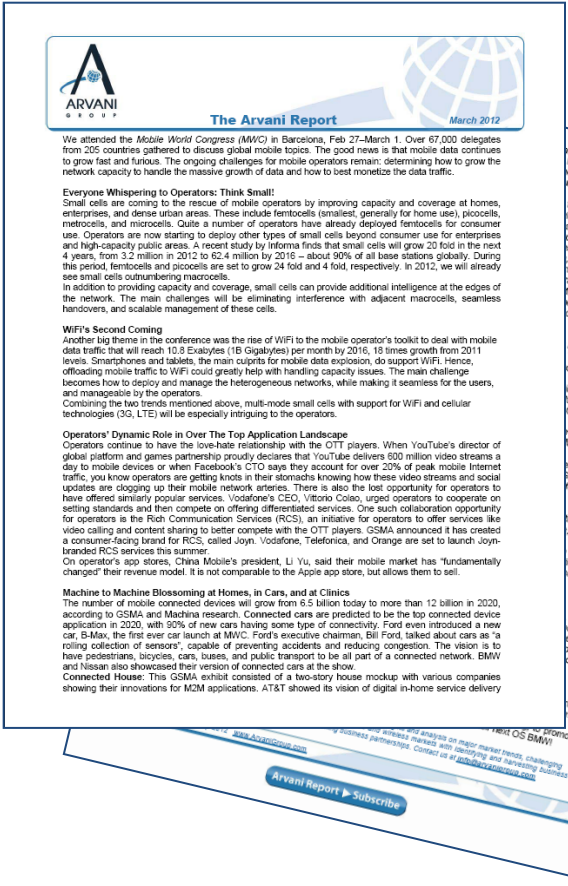 ARVANI
GROUP
The Arvani Report
March 2012
We attended the Mobile World Congress (MWC) in Barcelona, Feb 27–March 1. Over 67,000 delegates
from 205 countries gathered to discuss global mobile topics. The good news is that mobile data continues
to grow fast and furious. The ongoing challenges for mobile operators remain: determining how to grow the
network capacity to handle the massive growth of data and how to best monetize the data traffic.
Everyone Whispering to Operators: Think Small!
Small cells are coming to the rescue of mobile operators by improving capacity and coverage at homes,
enterprises, and dense urban areas. These include femtocells (smallest, generally for home use), picocells,
metrocells, and microcells. Quite a number of operators have already deployed femtocells for consumer
use. Operators are now starting to deploy other types of small cells beyond consumer use for enterprises
and high-capacity public areas. A recent study by Informa finds that small cells will grow 20 fold in the next
4 years, from 3.2 million in 2012 to 62.4 million by 2016 – about 90% of all base stations globally. During
this period, femtocells and picocells are set to grow 24 fold and 4 fold, respectively. In 2012, we will already
see small cells outnumbering macrocells.
In addition to providing capacity and coverage, small cells can provide additional intelligence at the edges of
the network. The main challenges will be eliminating interference with adjacent macrocells, seamless
handovers, and scalable management of these cells.
WiFi's Second Coming
Another big theme in the conference was the rise of WiFi to the mobile operator's toolkit to deal with mobile
data traffic that will reach 10.8 Exabytes (1B Gigabytes) per month by 2016, 18 times growth from 2011
levels. Smartphones and tablets, the main culprits for mobile data explosion, do support WiFi. Hence,
offloading mobile traffic to WiFi could greatly help with handling capacity issues. The main challenge
becomes how to deploy and manage the heterogeneous networks, while making it seamless for the users,
and manageable by the operators.
Combining the two trends mentioned above, multi-mode small cells with support for WiFi and cellular
technologies (3G, LTE) will be especially intriguing to the operators.
Operators' Dynamic Role in Over The Top Application Landscape
Operators continue to have the love-hate relationship with the OTT players. When YouTube's director of
global platform and games partnership proudly declares that YouTube delivers 600 million video streams a
day to mobile devices or when Facebook's CTO says they account for over 20% of peak mobile Internet
traffic, you know operators are getting knots in their stomachs knowing how these video streams and social
updates are clogging up their mobile network arteries. There is also the lost opportunity for operators to
have offered similarly popular services. Vodafone's CEO, Vittorio Colao, urged operators to cooperate on
setting standards and then compete on offering differentiated services. One such collaboration opportunity
for operators is the Rich Communication Services (RCS), an initiative for operators to offer services like
video calling and content sharing to better compete with the OTT players. GSMA announced it has created
a consumer-facing brand for RCS, called Joyn. Vodafone, Telefonica, and Orange are set to launch Joyn-
branded RCS services this summer.
On operator's app stores, China Mobile's president, Li Yu, said their mobile market has "fundamentally
changed" their revenue model. It is not comparable to the Apple app store, but allows them to sell.
Machine to Machine Blossoming at Homes, in Cars, and at Clinics
The number of mobile connected devices will grow from 6.5 billion today to more than 12 billion in 2020,
according to GSMA and Machina research. Connected cars are predicted to be the top connected device
application in 2020, with 90% of new cars having some type of connectivity. Ford even introduced a new
car, B-Max, the first ever car launch at MWC. Ford's executive chairman, Bill Ford, talked about cars as "a
rolling collection of sensors", capable of preventing accidents and reducing congestion. The vision is to
have pedestrians, bicycles, cars, buses, and public transport to be all part of a connected network. BMW
and Nissan also showcased their version of connected cars at the show.
Connected House: This GSMA exhibit consisted of a two-story house mockup with various companies
showing their innovations for M2M applications. AT&T showed its vision of digital in-home service delivery
to promo
next OS BMW!
and analysis on major market trends, challenging
and wireless markets with identifying and harvesting business
business partnerships. Contact us at info@arvanigroup.com
2012 www.ArvaniGroup.com
Arvani Report ▶ Subscribe